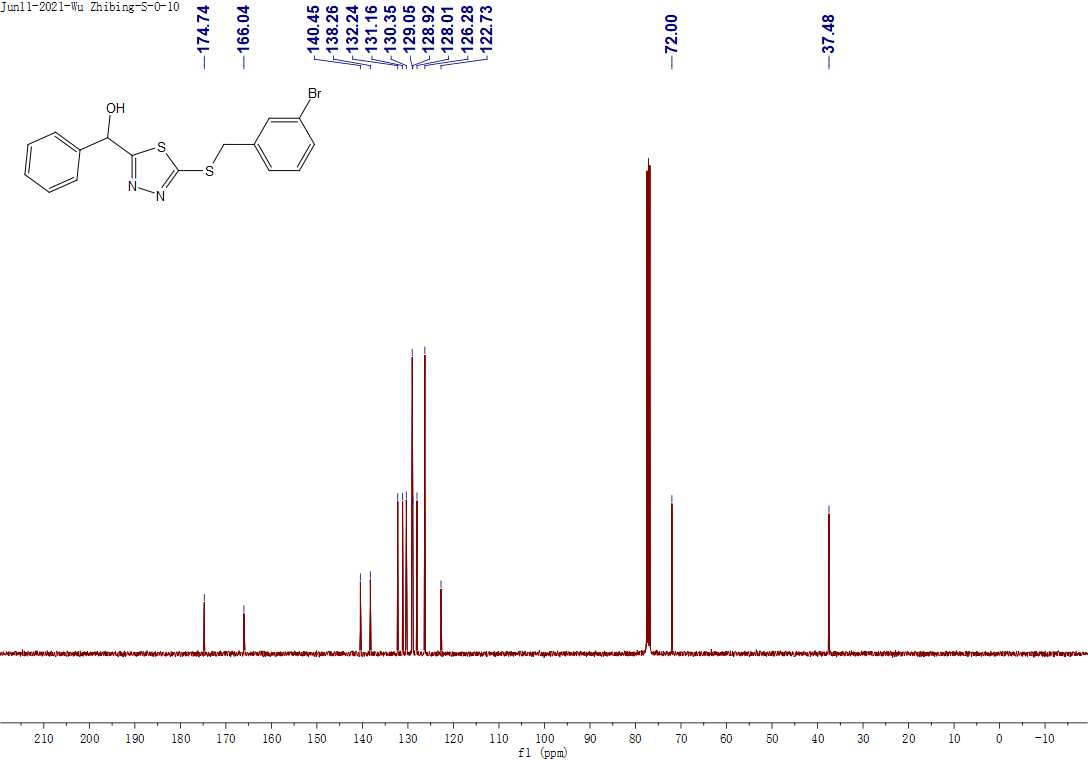 Jun11-2021-Wu Zhibing-S-O-10
174.74
166.04
140.45
138.26
132.24
131.16
130.35
129.05
128.92
128.01
126.28
122.73
72.00
37.48
OH
Br
S
S
N
N
210 200 190 180 170 160 150 140 130 120 110 100 90 80 70 60 50 40 30 20 10 0 -10
f1 (ppm)